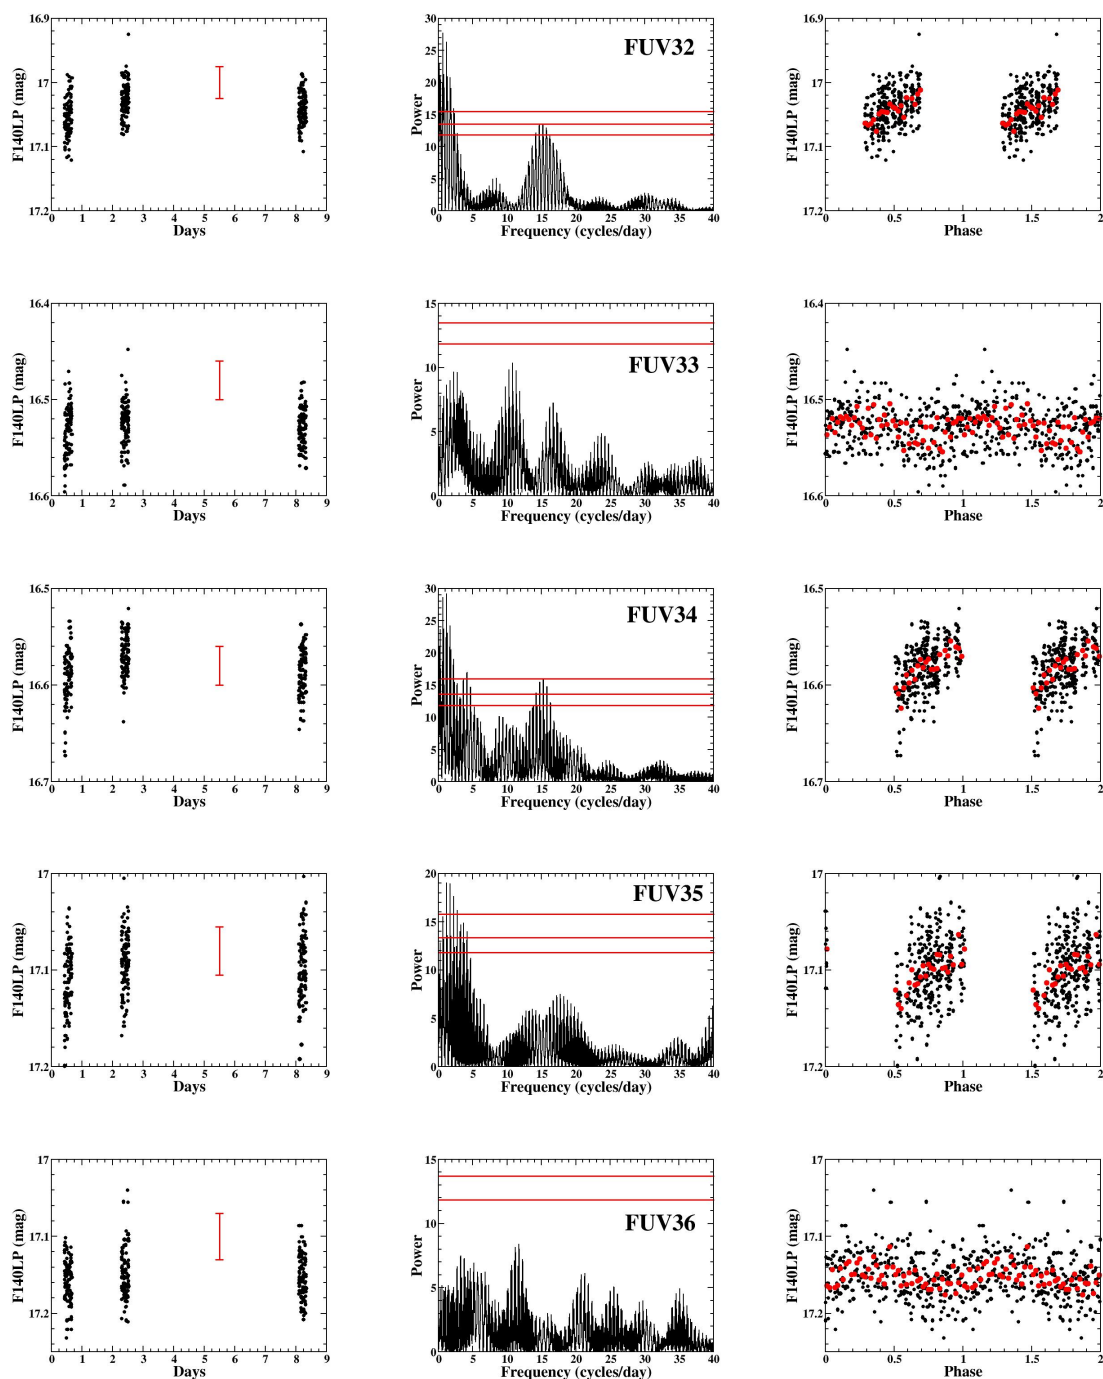 16.9
17
17.1
17.2
F140LP (mag)
0 1 2 3 4 5 6 7 8 9
Days
30
25
20
15
10
5
0
Power
FUV32
0 5 10 15 20 25 30 35 40
Frequency (cycles/day)
16.9
17
17.1
17.2
F140LP (mag)
0.5 1 1.5 2
Phase
16.4
16.5
16.6
F140LP (mag)
0 1 2 3 4 5 6 7 8 9
Days
15
10
5
0
Power
FUV33
0 5 10 15 20 25 30 35 40
Frequency (cycles/day)
16.4
16.5
16.6
F140LP (mag)
0 0.5 1 1.5 2
Phase
16.5
16.6
16.7
F140LP (mag)
0 1 2 3 4 5 6 7 8 9
Days
30
25
20
15
10
5
0
Power
FUV34
0 5 10 15 20 25 30 35 40
Frequency (cycles/day)
16.5
16.6
16.7
F140LP (mag)
0 0.5 1 1.5 2
Phase
17
17.1
17.2
F140LP (mag)
0 1 2 3 4 5 6 7 8 9
Days
20
15
10
5
0
Power
FUV35
0 5 10 15 20 25 30 35 40
Frequency (cycles/day)
17
17.1
17.2
F140LP (mag)
0 0.5 1 1.5 2
Phase
17
17.1
17.2
F140LP (mag)
0 1 2 3 4 5 6 7 8 9
Days
15
10
5
0
Power
FUV36
0 5 10 15 20 25 30 35 40
Frequency (cycles/day)
17
17.1
17.2
F140LP (mag)
0 0.5 1 1.5 2
Phase